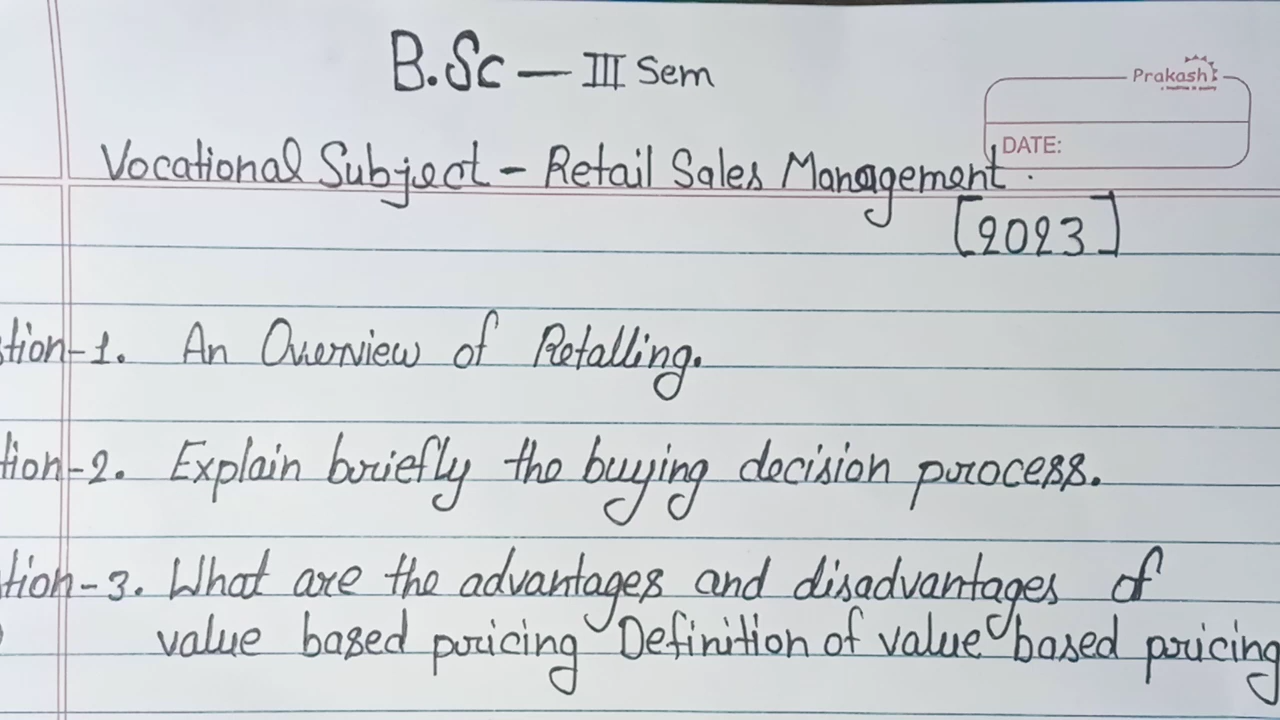 B.Sc — III Sem
Prakash
DATE:
Vocational Subject - Retail Sales Management.
[2023]
tion-1. An Overview of Retalling.
tion-2. Explain briefly the buying decision process.
tion-3. What are the advantages and disadvantages of
value based pricing Definition of value based pricing